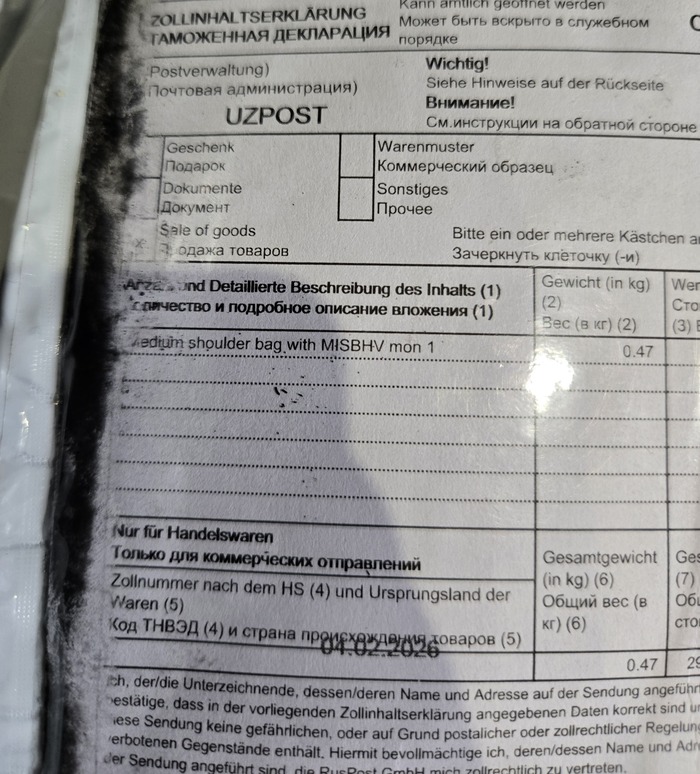 Kann amtlich geöffnet werden
ZOLLINHALTSERKLÄRUNG
Может быть вскрыто в служебном
ТАМОЖЕННАЯ ДЕКЛАРАЦИЯ
порядке
Postverwaltung)
Wichtig!
Почтовая администрация)
Siehe Hinweise auf der Rückseite
UZPOST
Внимание!
См.инструкции на обратной стороне
Geschenk
Warenmuster
Подарок
Коммерческий образец
Dokumente
Sonstiges
Документ
Прочее
Sale of goods
Bitte ein oder mehrere Kästchen
x
товаров
Зачеркнуть клеточку (-и)
und Detaillierte Beschreibung des Inhalts (1)
Gewicht (in kg)
(2)
и подробное описание вложения (1)
Вес (в кг) (2)
(3)
shoulder bag with MISBHV mon 1
0.47
Nur für Handelswaren
Только для коммерческих отправлений
Gesamtgewicht
(in kg) (6)
(7)
Zollnummer nach dem HS (4) und Ursprungsland der
Общий вес (в
Waren (5)
кг) (6)
Код ТНВЭД (4) и страна происхождения товаров (5)
04.02.2026
0.47
der/die Unterzeichnende, dessen/deren Name und Adresse auf der Sendung
dass in der vorliegenden Zollinhaltserklärung angegebenen Daten korrekt sind
Sendung keine gefährlichen, oder auf Grund postalicher oder zollrechtlicher
Gegenstände enthält. Hiermit bevollmächtige ich, deren/dessen Name und
Sendung angeführt sind, die RusPost GmbH mich zollrechtlich zu vertreten.